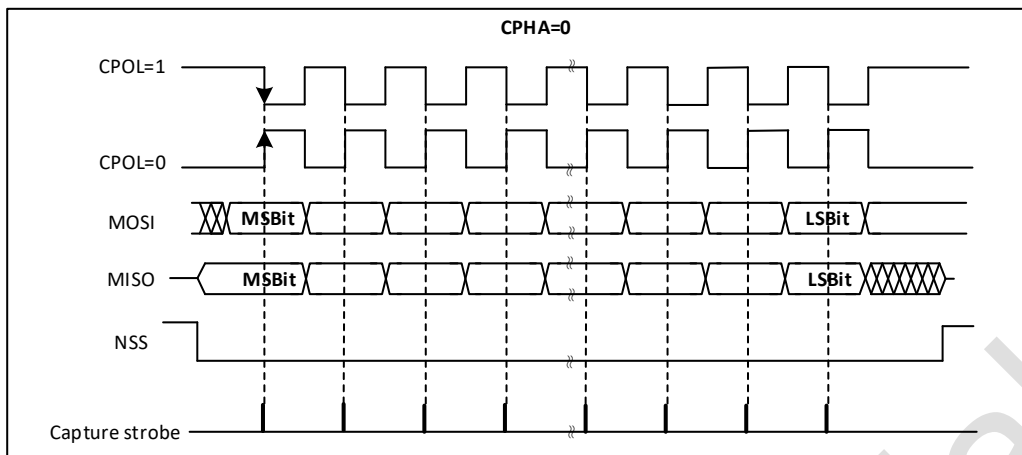 CPHA=0
CPOL=1
CPOL=0
MOSI MSBit LSBit
MISO MSBit LSBit
NSS
Capture strobe